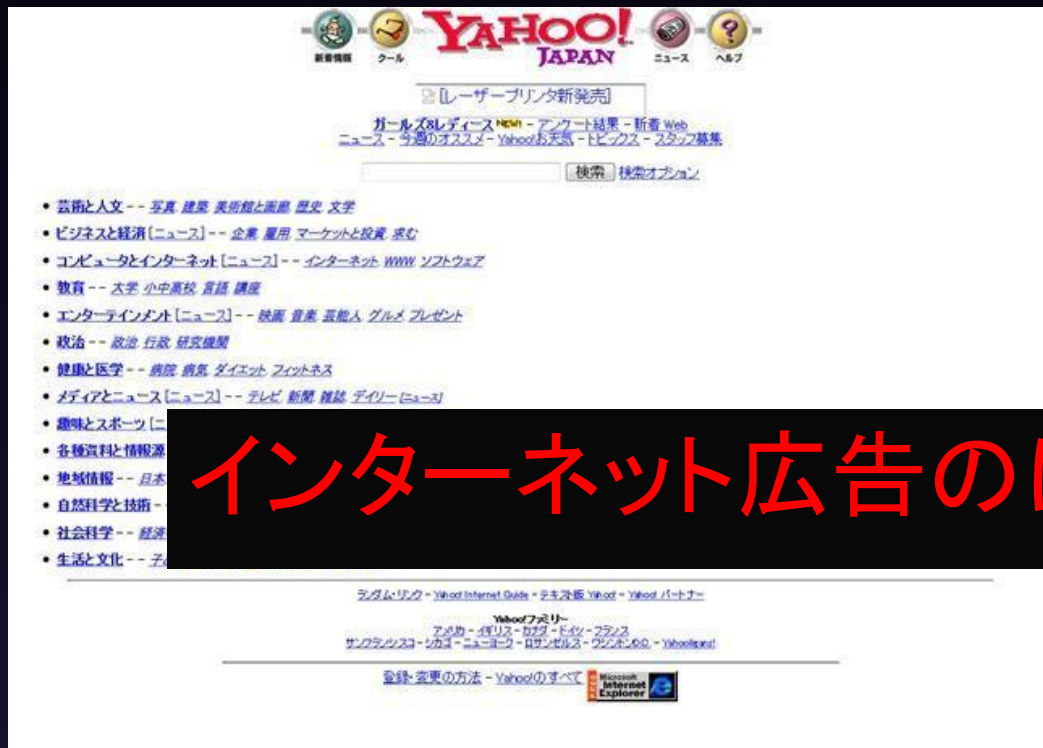 YAHOO!
JAPAN
新着情報 クール ニュース ヘルプ
[レーザープリンタ新発売]
ガールズ&レディース NEW! - アンケート結果 - 新着 Web
ニュース - 今週のオススメ - Yahoo!お天気 - トピックス - スタッフ募集
検索 検索オプション
• 芸術と人文 - - 写真, 建築, 美術館と画廊, 歴史, 文学
• ビジネスと経済 [ニュース] - - 企業, 雇用, マーケットと投資, 求む
• コンピュータとインターネット [ニュース] - - インターネット, WWW, ソフトウェア
• 教育 - - 大学, 小中高校, 言語, 講座
• エンターテインメント [ニュース] - - 映画, 音楽, 芸能人, グルメ, プレゼント
• 政治 - - 政治, 行政, 研究機関
• 健康と医学 - - 病院, 病気, ダイエット, フィットネス
• メディアとニュース [ニュース] - - テレビ, 新聞, 雑誌, デイリー [ニュース]
• 趣味とスポーツ [ニ
• 各種資料と情報源
• 地域情報 - - 日本
• 自然科学と技術 -
• 社会科学 - - 経済
• 生活と文化 - - 子
インターネット広告の
ランダム・リンク - Yahoo! Internet Guide - テキスト版 Yahoo! - Yahoo! パートナー
Yahoo!ファミリー
アメリカ - イギリス - カナダ - ドイツ - フランス
サンフランシスコ - シカゴ - ニューヨーク - ロサンゼルス - ワシントンD.C. - Yahooligans!
登録・変更の方法 - Yahoo!のすべて
FREE Microsoft Internet Explorer